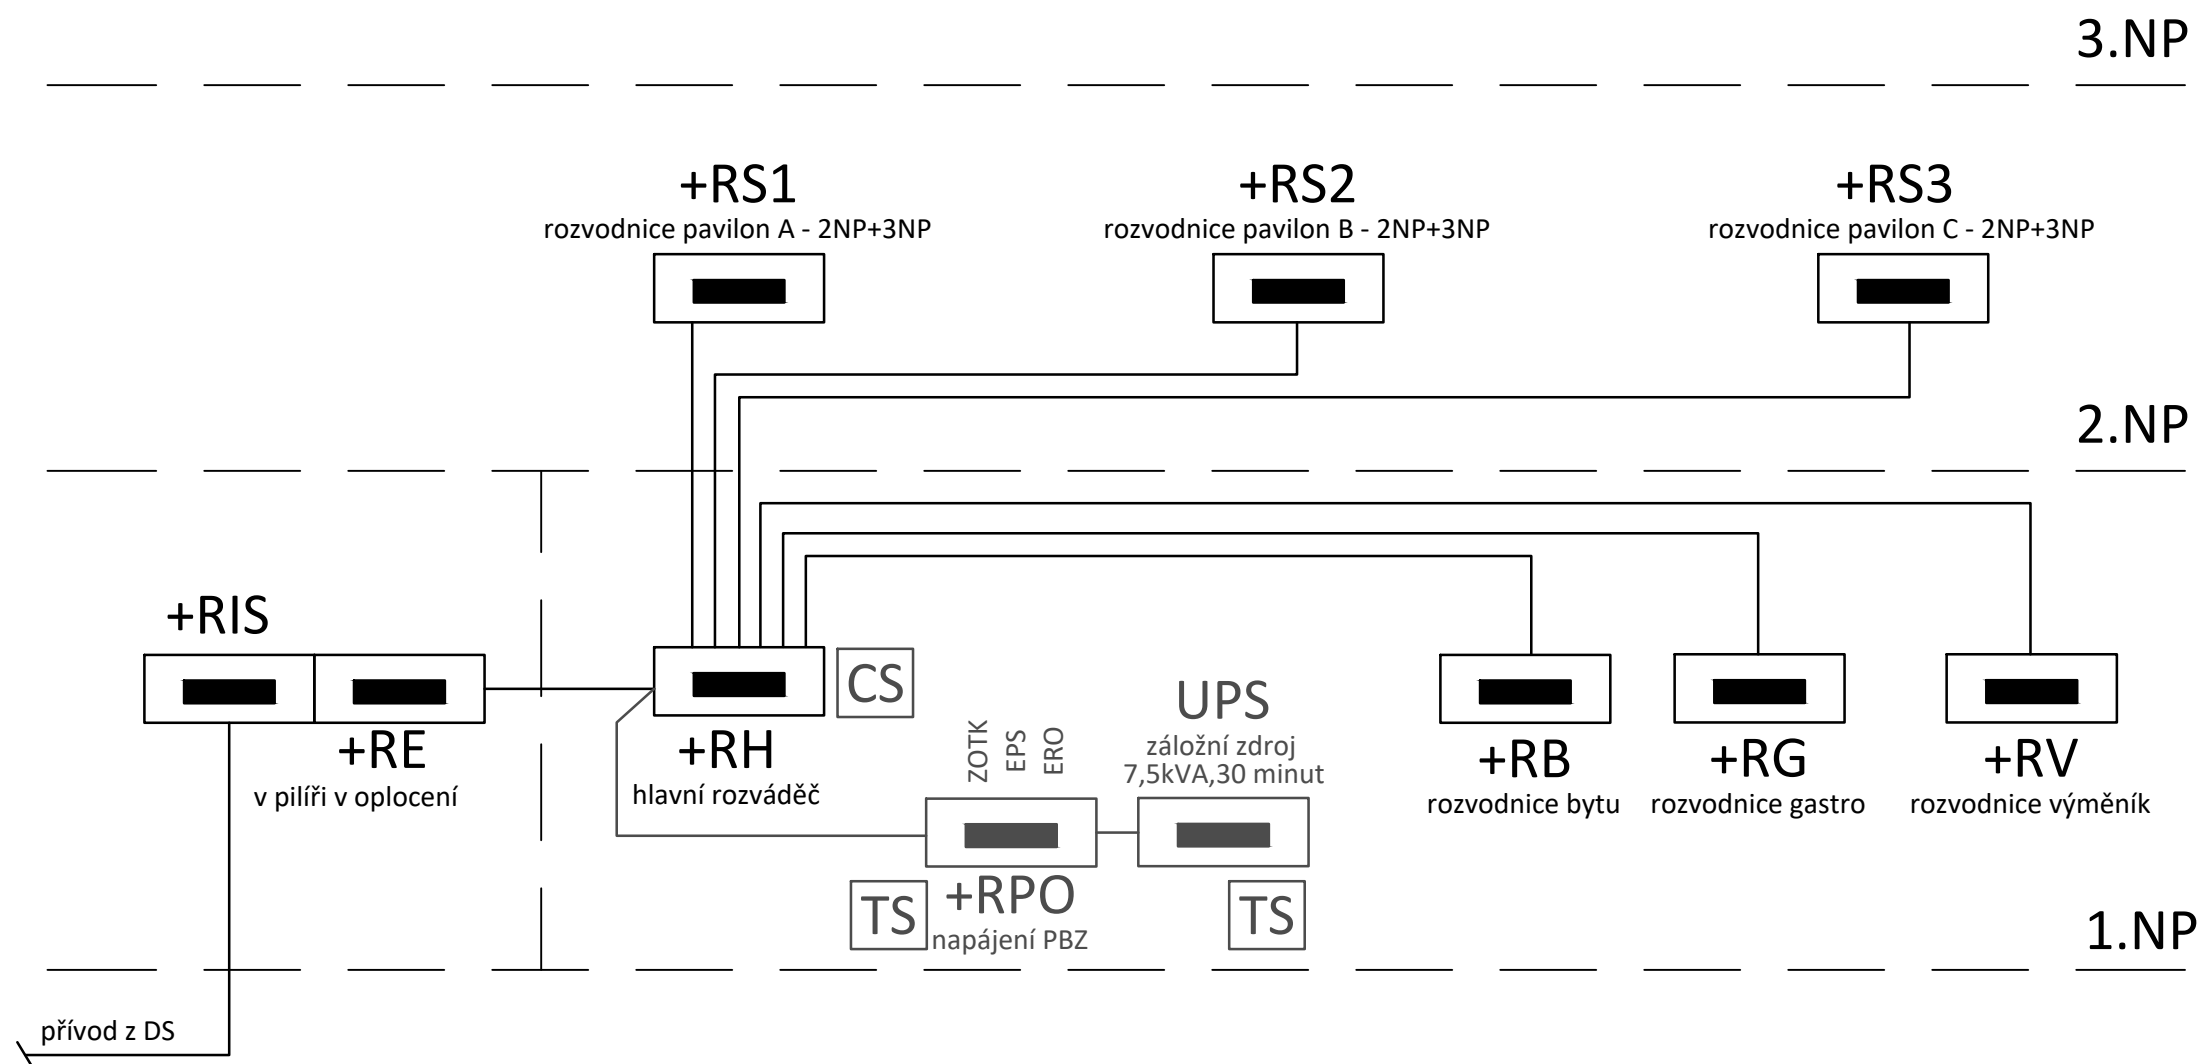 3.NP
+RS1
rozvodnice pavilon A - 2NP+3NP
+RS2
rozvodnice pavilon B - 2NP+3NP
+RS3
rozvodnice pavilon C - 2NP+3NP
2.NP
+RIS
+RE
v pilíři v oplocení
+RH
hlavní rozváděč
CS
ZOTK
EPS
ERO
UPS
záložní zdroj
7,5kVA,30 minut
+RB
rozvodnice bytu
+RG
rozvodnice gastro
+RV
rozvodnice výměník
TS
+RPO
napájení PBZ
TS
1.NP
přívod z DS